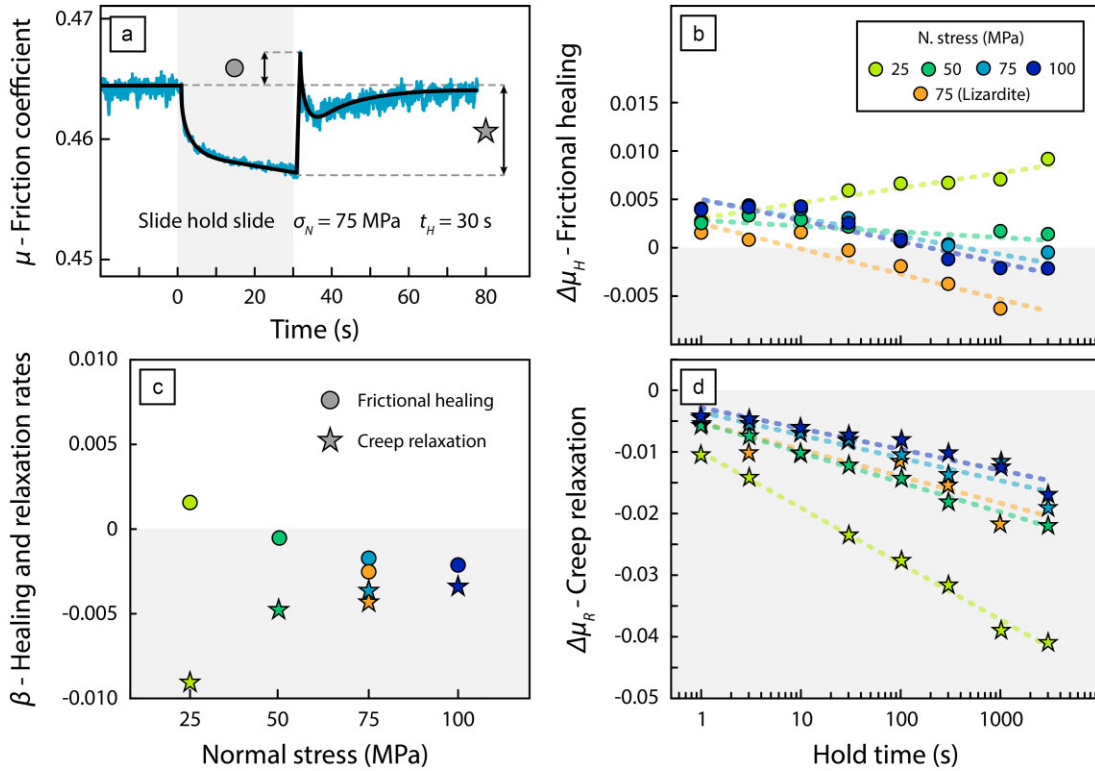 a
0.47
0.46
0.45
μ - Friction coefficient
Slide hold slide σN = 75 MPa tH = 30 s
0 20 40 60 80
Time (s)
b
N. stress (MPa)
25 50 75 100
75 (Lizardite)
0.015
0.010
0.005
0
-0.005
ΔμH - Frictional healing
c
0.010
0.005
0
-0.005
-0.010
β - Healing and relaxation rates
Frictional healing
Creep relaxation
25 50 75 100
Normal stress (MPa)
d
0
-0.01
-0.02
-0.03
-0.04
-0.05
ΔμR - Creep relaxation
1 10 100 1000
Hold time (s)